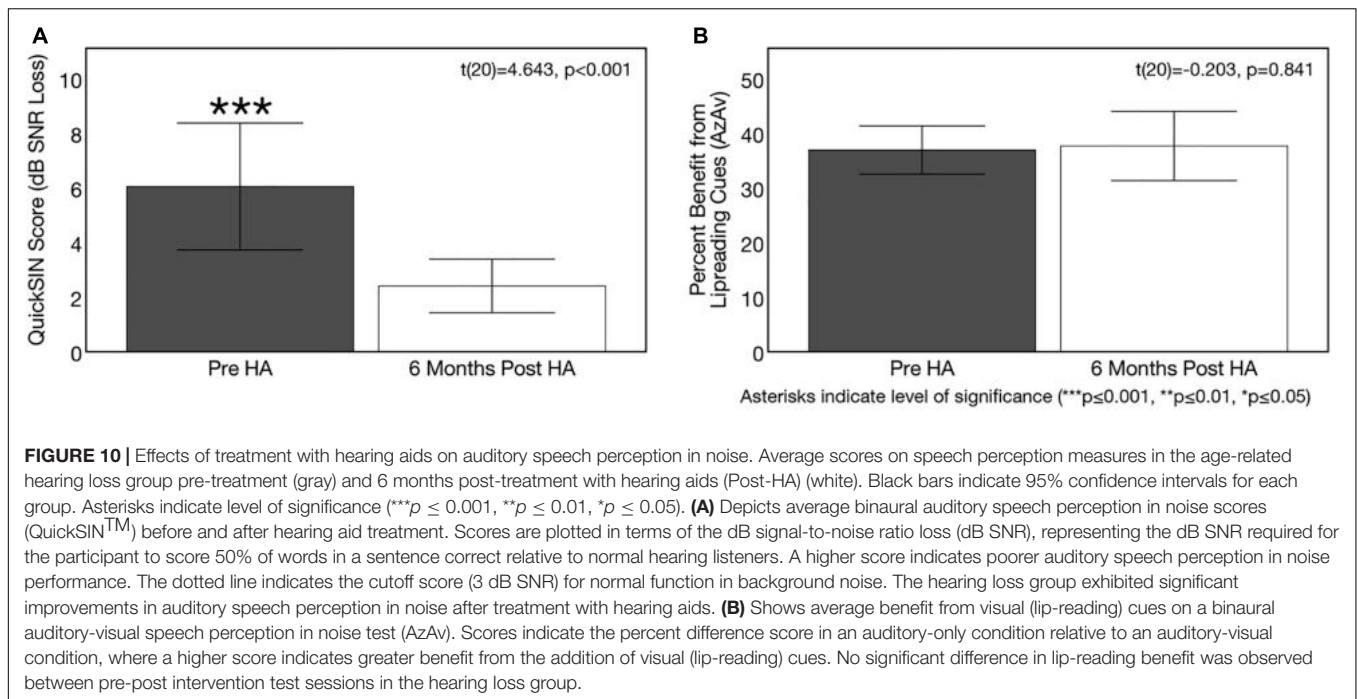 A
QuickSIN Score (dB SNR Loss)
10
8
6
4
2
0
t(20)=4.643, p<0.001
***
Pre HA
6 Months Post HA
B
Percent Benefit from
Lipreading Cues (AzAv)
50
40
30
20
10
0
t(20)=-0.203, p=0.841
Pre HA
6 Months Post HA
Asterisks indicate level of significance (***p≤0.001, **p≤0.01, *p≤0.05)
FIGURE 10 | Effects of treatment with hearing aids on auditory speech perception in noise. Average scores on speech perception measures in the age-related
hearing loss group pre-treatment (gray) and 6 months post-treatment with hearing aids (Post-HA) (white). Black bars indicate 95% confidence intervals for each
group. Asterisks indicate level of significance (***p ≤ 0.001, **p ≤ 0.01, *p ≤ 0.05). (A) Depicts average binaural auditory speech perception in noise scores
(QuickSIN™) before and after hearing aid treatment. Scores are plotted in terms of the dB signal-to-noise ratio loss (dB SNR), representing the dB SNR required for
the participant to score 50% of words in a sentence correct relative to normal hearing listeners. A higher score indicates poorer auditory speech perception in noise
performance. The dotted line indicates the cutoff score (3 dB SNR) for normal function in background noise. The hearing loss group exhibited significant
improvements in auditory speech perception in noise after treatment with hearing aids. (B) Shows average benefit from visual (lip-reading) cues on a binaural
auditory-visual speech perception in noise test (AzAv). Scores indicate the percent difference score in an auditory-only condition relative to an auditory-visual
condition, where a higher score indicates greater benefit from the addition of visual (lip-reading) cues. No significant difference in lip-reading benefit was observed
between pre-post intervention test sessions in the hearing loss group.